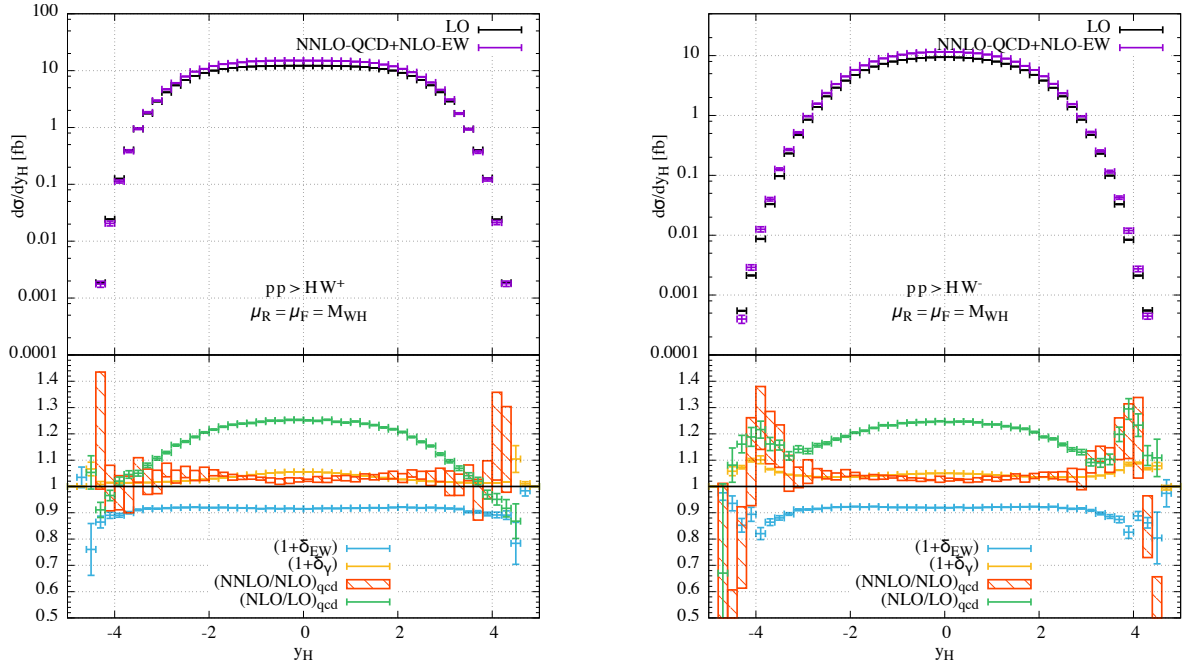 LO
NNLO-QCD+NLO-EW
10
1
0.1
0.01
0.001
0.0001
dσ/dy_H [fb]
pp > HW⁺
μ_R = μ_F = M_WH
1.4
1.3
1.2
1.1
1
0.9
0.8
0.7
0.6
0.5
(1+δ_EW)
(1+δ_γ)
(NNLO/NLO)_qcd
(NLO/LO)_qcd
-4 -2 0 2 4
y_H
LO
NNLO-QCD+NLO-EW
10
1
0.1
0.01
0.001
0.0001
dσ/dy_H [fb]
pp > HW⁻
μ_R = μ_F = M_WH
1.4
1.3
1.2
1.1
1
0.9
0.8
0.7
0.6
0.5
(1+δ_EW)
(1+δ_γ)
(NNLO/NLO)_qcd
(NLO/LO)_qcd
-4 -2 0 2 4
y_H